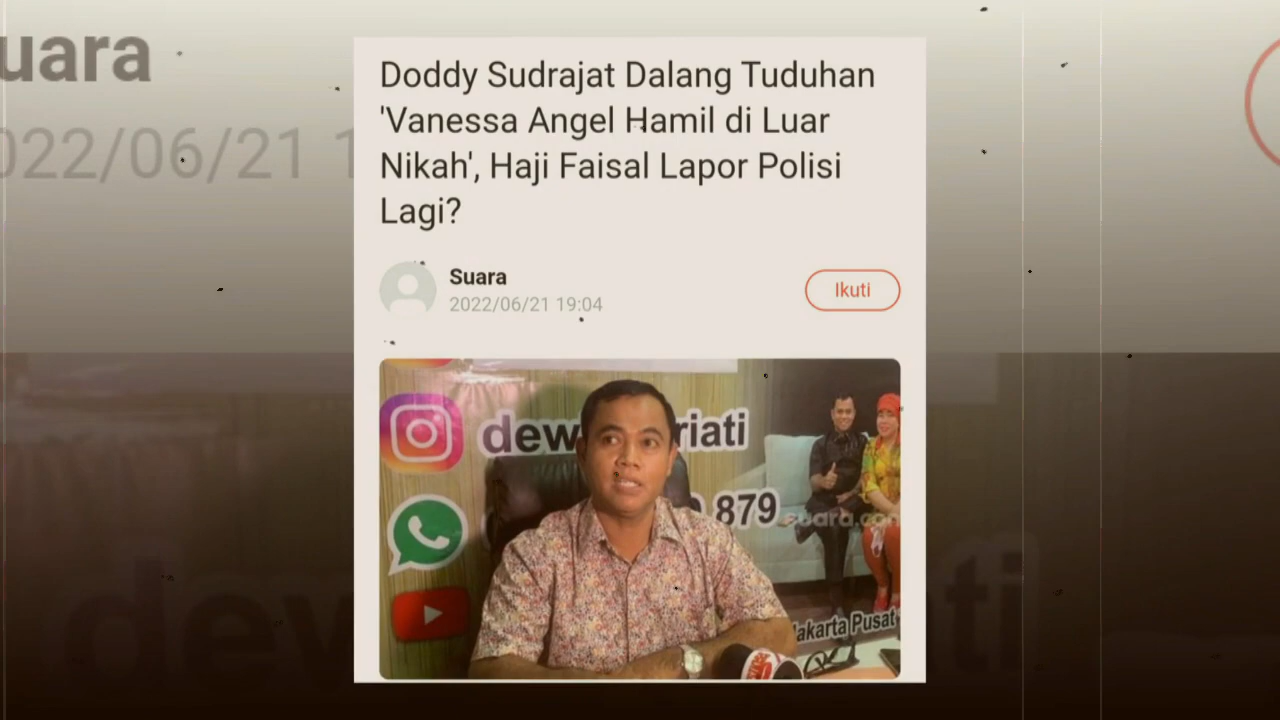 uara
022/06/21 1
Doddy Sudrajat Dalang Tuduhan
'Vanessa Angel Hamil di Luar
Nikah', Haji Faisal Lapor Polisi
Lagi?
Suara
2022/06/21 19:04
Ikuti
dew riati
879
suara.com
Jakarta Pusat